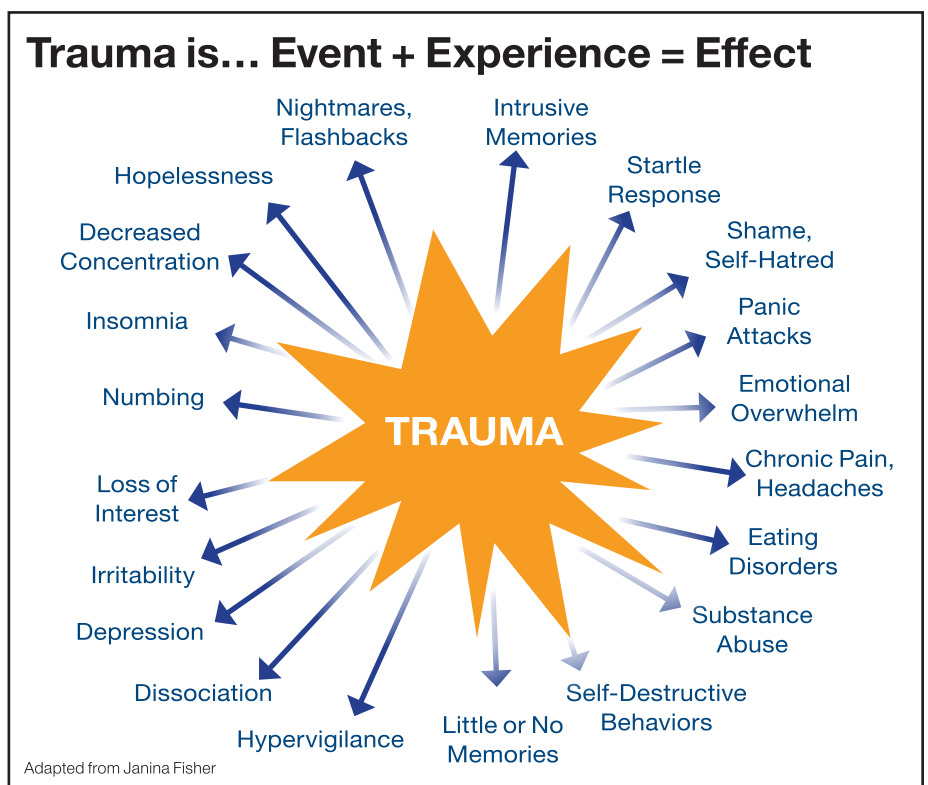 Trauma is... Event + Experience = Effect
Nightmares,
Flashbacks
Intrusive
Memories
Startle
Response
Shame,
Self-Hatred
Panic
Attacks
Emotional
Overwhelm
Chronic Pain,
Headaches
Eating
Disorders
Substance
Abuse
Self-Destructive
Behaviors
Little or No
Memories
Hypervigilance
Dissociation
Depression
Irritability
Loss of
Interest
Numbing
Insomnia
Decreased
Concentration
Hopelessness
TRAUMA
Adapted from Janina Fisher